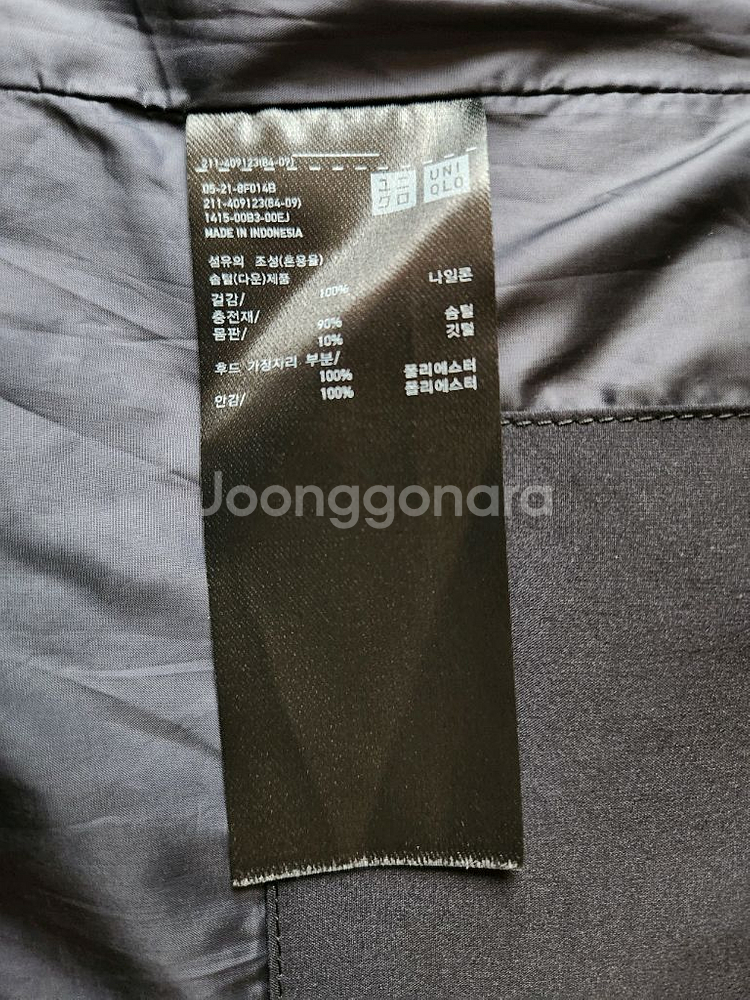 211-409123(84-09)
ユニ
クロ
UNI
QLO
05-21-8F014B
211-409123(84-09)
1415-00B3-00EJ
MADE IN INDONESIA
섬유의 조성(혼용율)
솜털(다운)제품
겉감/ 100% 나일론
충전재/
몸판/ 90% 솜털
10% 깃털
후드 가장자리 부분/
100% 폴리에스터
안감/ 100% 폴리에스터
Joonggonara